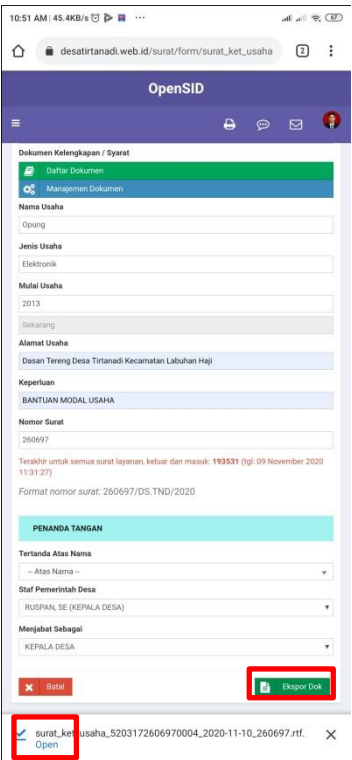 10:51 AM | 45.4KB/s
67
desatirtanadi.web.id/surat/form/surat_ket_usaha
2
OpenSID
Dokumen Kelengkapan / Syarat
Daftar Dokumen
Manajemen Dokumen
Nama Usaha
Opung
Jenis Usaha
Elektronik
Mulai Usaha
2013
Sekarang
Alamat Usaha
Dasan Tereng Desa Tirtanadi Kecamatan Labuhan Haji
Keperluan
BANTUAN MODAL USAHA
Nomor Surat
260697
Terakhir untuk semua surat layanan, keluar dan masuk: 193531 (tgl: 09 November 2020
11:31:27)
Format nomor surat: 260697/DS.TND/2020
PENANDA TANGAN
Tertanda Atas Nama
-- Atas Nama --
Staf Pemerintah Desa
RUSPAN, SE (KEPALA DESA)
Menjabat Sebagai
KEPALA DESA
Batal
Ekspor Dok
surat_ket_usaha_5203172606970004_2020-11-10_260697.rtf.
Open